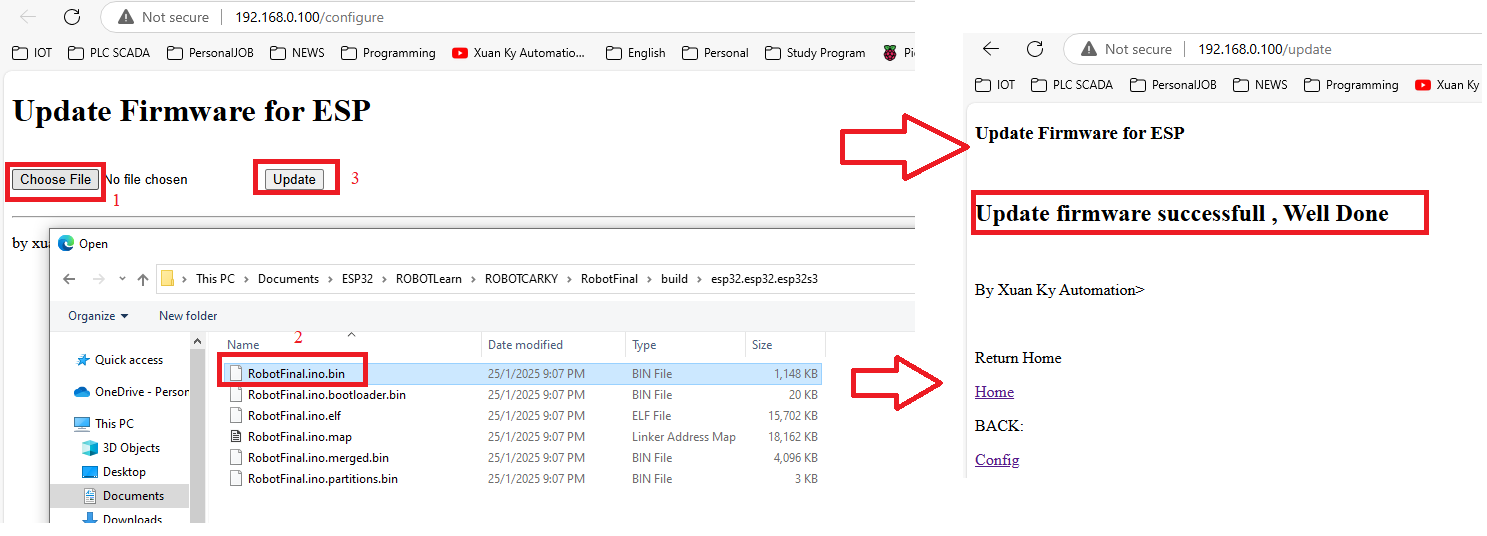 Not secure 192.168.0.100/configure
IOT PLC SCADA PersonalJOB NEWS Programming Xuan Ky Automatio... English Personal Study Program
Update Firmware for ESP
Choose File No file chosen Update 3
1
by xua
Open
This PC > Documents > ESP32 > ROBOTLearn > ROBOTCARKY > RobotFinal > build > esp32.esp32.esp32s3
Organize New folder
2
Name Date modified Type Size
RobotFinal.ino.bin 25/1/2025 9:07 PM BIN File 1,148 KB
RobotFinal.ino.bootloader.bin 25/1/2025 9:07 PM BIN File 20 KB
RobotFinal.ino.elf 25/1/2025 9:07 PM ELF File 15,702 KB
RobotFinal.ino.map 25/1/2025 9:07 PM Linker Address Map 18,162 KB
RobotFinal.ino.merged.bin 25/1/2025 9:07 PM BIN File 4,096 KB
RobotFinal.ino.partitions.bin 25/1/2025 9:07 PM BIN File 3 KB
Quick access
OneDrive - Person
This PC
3D Objects
Desktop
Documents
Downloads
Not secure 192.168.0.100/update
IOT PLC SCADA PersonalJOB NEWS Programming Xuan Ky
Update Firmware for ESP
Update firmware successfull , Well Done
By Xuan Ky Automation>
Return Home
Home
BACK:
Config